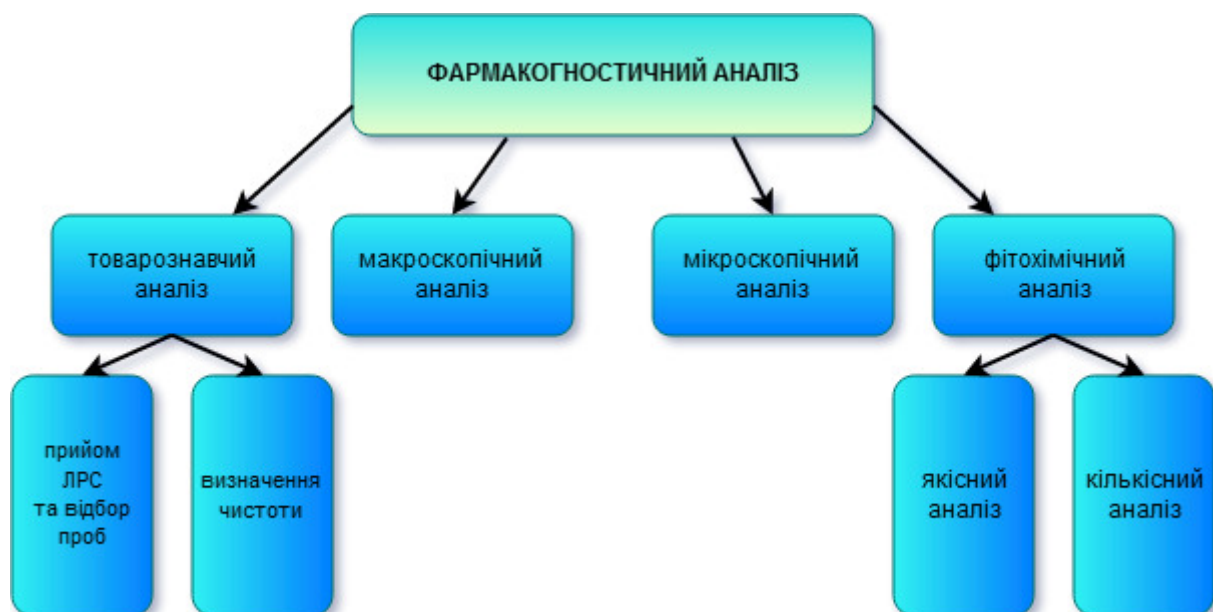 ФАРМАКОГНОСТИЧНИЙ АНАЛІЗ
товарознавчий
аналіз
макроскопічний
аналіз
мікроскопічний
аналіз
фітохімічний
аналіз
прийом
ЛРС
та відбор
проб
визначення
чистоти
якісний
аналіз
кількісний
аналіз